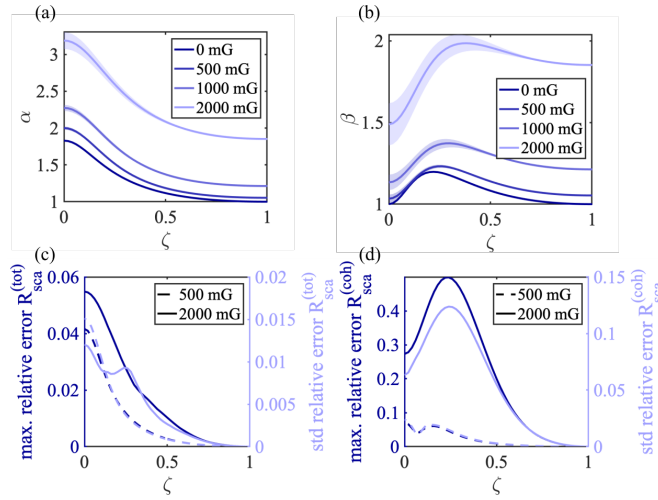 (a)
3
2.5
2
1.5
1
α
0 mG
500 mG
1000 mG
2000 mG
0
0.5
1
ζ
(b)
2
1.5
1
β
0 mG
500 mG
1000 mG
2000 mG
0
0.5
1
ζ
(c)
0.06
0.04
0.02
0
max. relative error R_sca^(tot)
500 mG
2000 mG
0.02
0.015
0.01
0.005
0
std relative error R_sca^(tot)
0
0.5
1
ζ
(d)
0.4
0.3
0.2
0.1
0
max. relative error R_sca^(coh)
500 mG
2000 mG
0.15
0.1
0.05
0
std relative error R_sca^(coh)
0
0.5
1
ζ